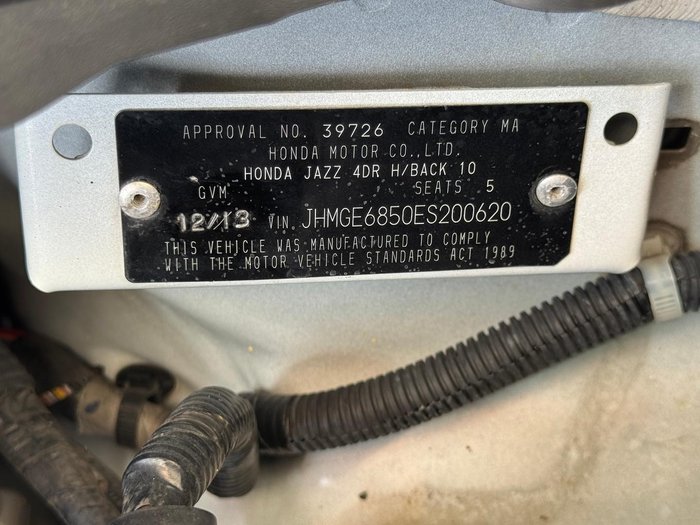 APPROVAL NO. 39726 CATEGORY MA
HONDA MOTOR CO.,LTD.
HONDA JAZZ 4DR H/BACK 10
GVM SEATS 5
12/13 VIN. JHMGE6850ES200620
THIS VEHICLE WAS MANUFACTURED TO COMPLY
WITH THE MOTOR VEHICLE STANDARDS ACT 1989